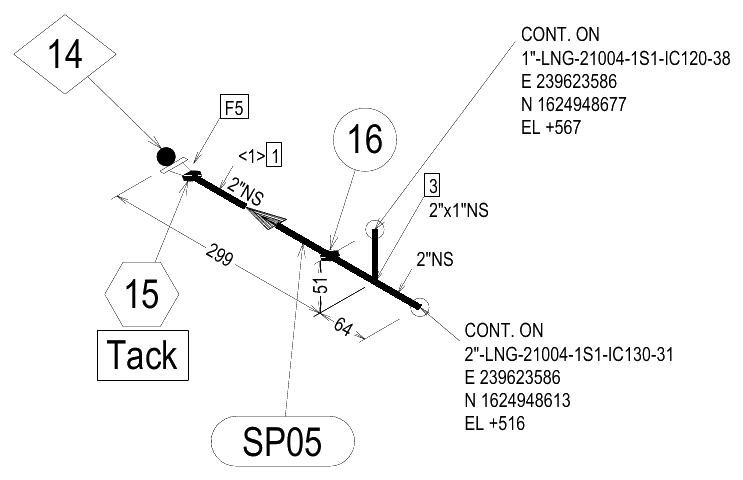 CONT. ON
1"-LNG-21004-1S1-IC120-38
E 239623586
N 1624948677
EL +567
14
F5
16
<1> 1
2"NS
3
2"x1"NS
299
2"NS
51
15
64
Tack
CONT. ON
2"-LNG-21004-1S1-IC130-31
E 239623586
N 1624948613
EL +516
SP05